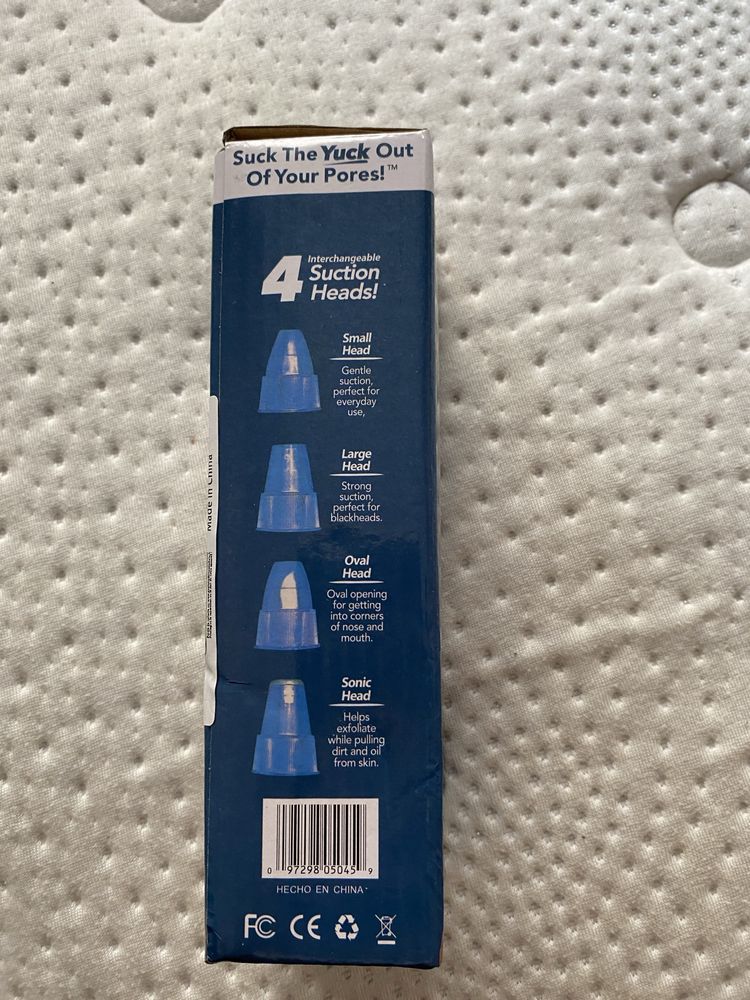 Suck The Yuck Out
Of Your Pores!™
4 Interchangeable
Suction
Heads!
Small
Head
Gentle
suction,
perfect for
everyday
use,
Large
Head
Strong
suction,
perfect for
blackheads.
Oval
Head
Oval opening
for getting
into corners
of nose and
mouth.
Sonic
Head
Helps
exfoliate
while pulling
dirt and oil
from skin.
0 97298 05045 9
HECHO EN CHINA
FC CE
Made in China